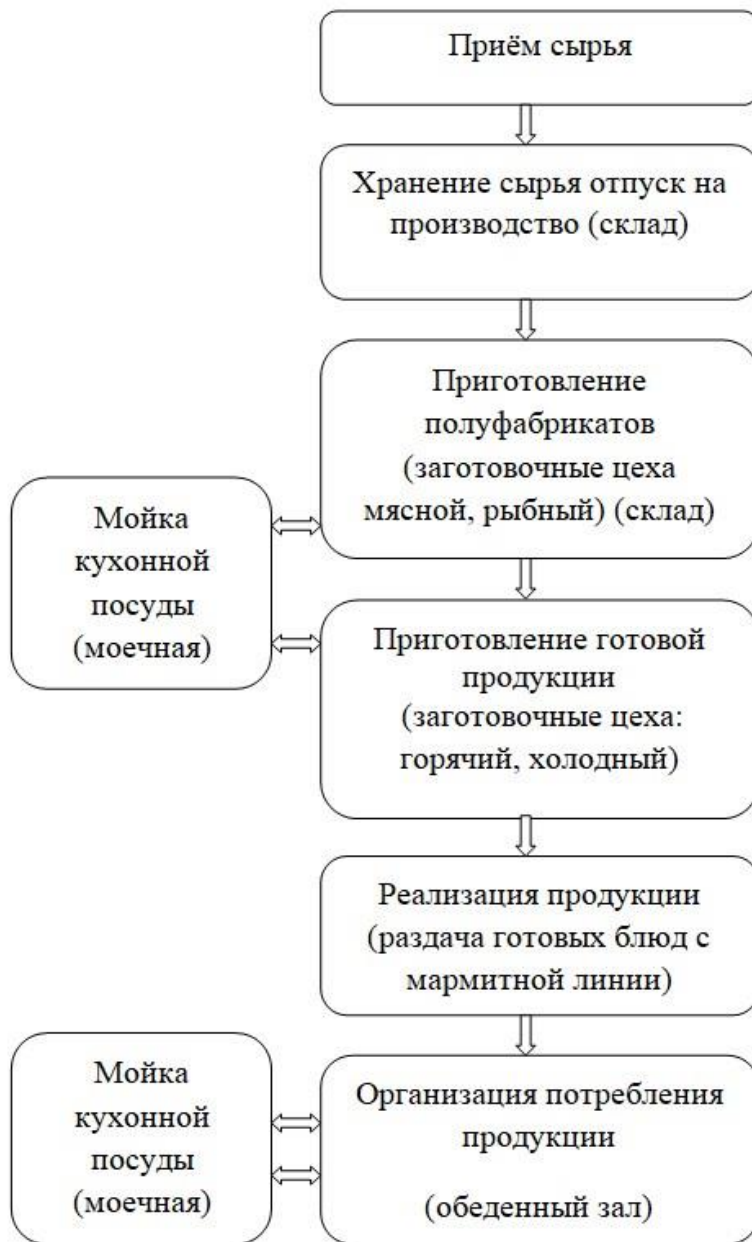 Приём сырья
Хранение сырья отпуск на
производство (склад)
Приготовление
полуфабрикатов
(заготовочные цеха
мясной, рыбный) (склад)
Мойка
кухонной
посуды
(моечная)
Приготовление готовой
продукции
(заготовочные цеха:
горячий, холодный)
Реализация продукции
(раздача готовых блюд с
мармитной линии)
Мойка
кухонной
посуды
(моечная)
Организация потребления
продукции
(обеденный зал)